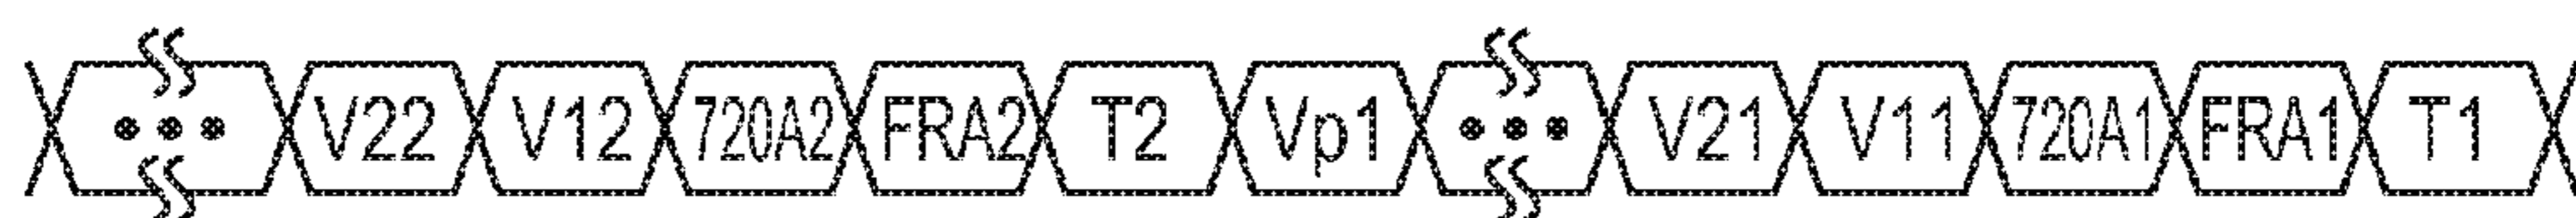 ••• V22 V12 720A2 FRA2 T2 Vp1 ••• V21 V11 720A1 FRA1 T1